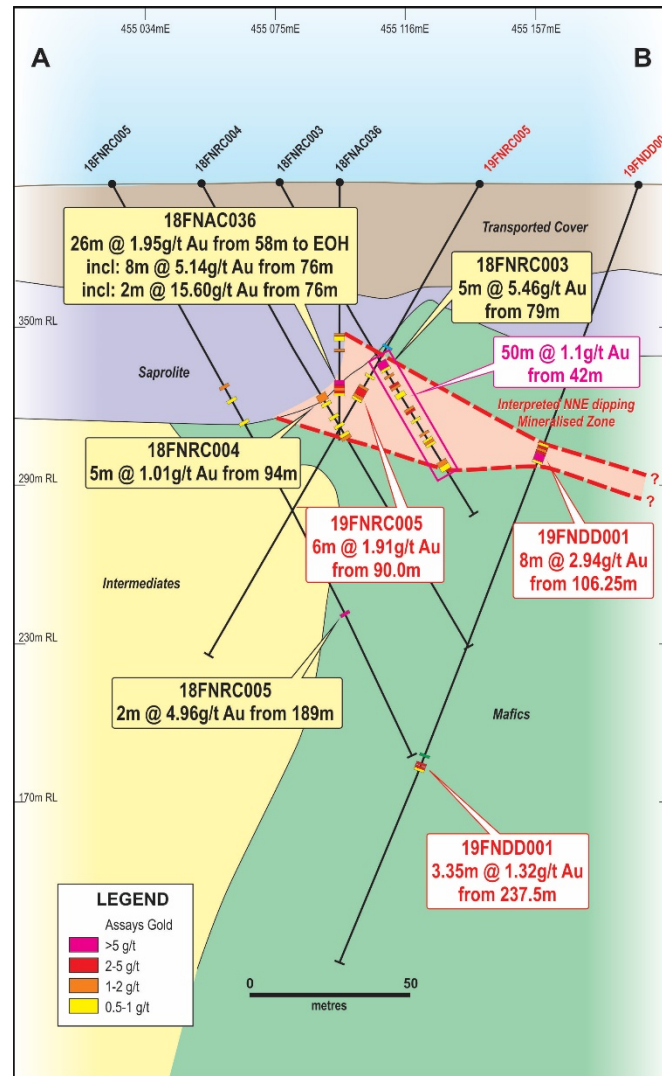 455 034mE
455 075mE
455 116mE
455 157mE
A
B
18FNRC005
18FNRC004
18FNRC003
18FNAC036
19FNRC005
19FNDD00
Transported Cover
18FNAC036
26m @ 1.95g/t Au from 58m to EOH
incl: 8m @ 5.14g/t Au from 76m
incl: 2m @ 15.60g/t Au from 76m
18FNRC003
5m @ 5.46g/t Au
from 79m
350m RL
50m @ 1.1g/t Au
from 42m
Saprolite
Interpreted NNE dipping
Mineralised Zone
18FNRC004
5m @ 1.01g/t Au from 94m
290m RL
?
?
19FNRC005
6m @ 1.91g/t Au
from 90.0m
19FNDD001
8m @ 2.94g/t Au
from 106.25m
Intermediates
230m RL
18FNRC005
2m @ 4.96g/t Au from 189m
Mafics
170m RL
19FNDD001
3.35m @ 1.32g/t Au
from 237.5m
LEGEND
Assays Gold
>5 g/t
2-5 g/t
1-2 g/t
0.5-1 g/t
0
50
metres